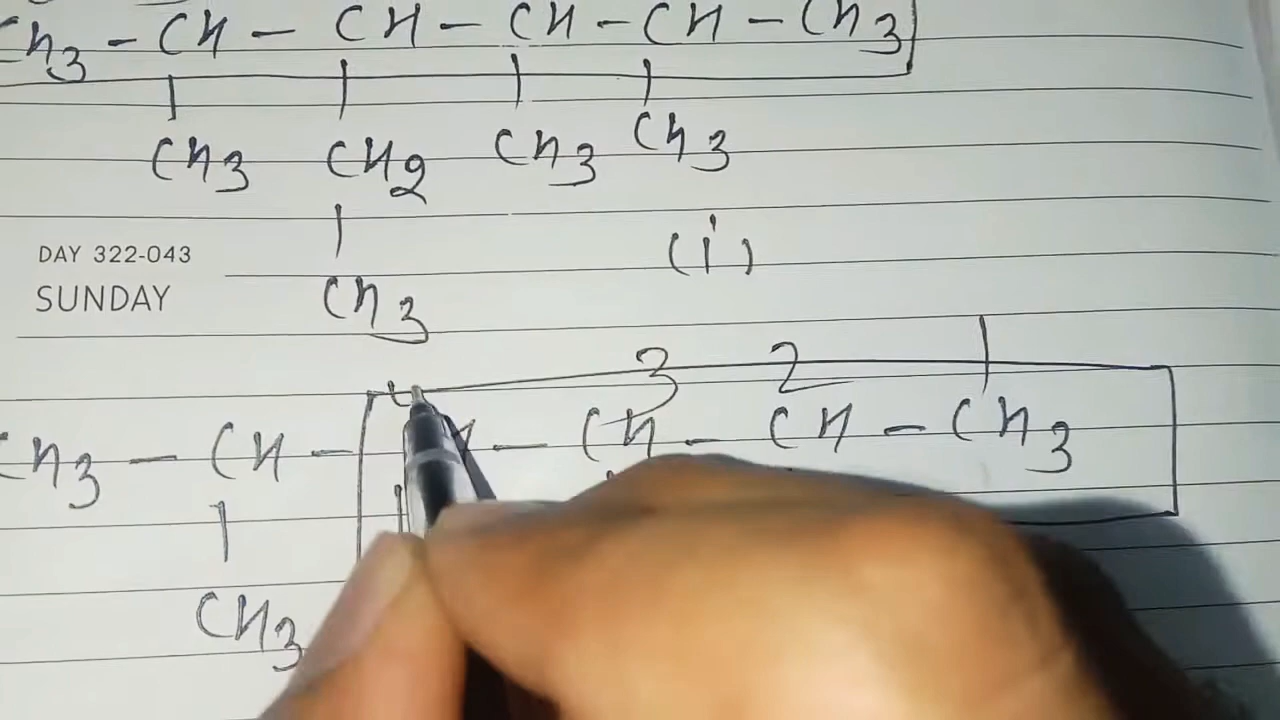 CH3 - CH - CH - CH - CH - CH3
CH3 CH2 CH3 CH3
(i)
DAY 322-043
SUNDAY
CH3
3 2 1
CH3 - CH - CH - CH - CH3
CH3